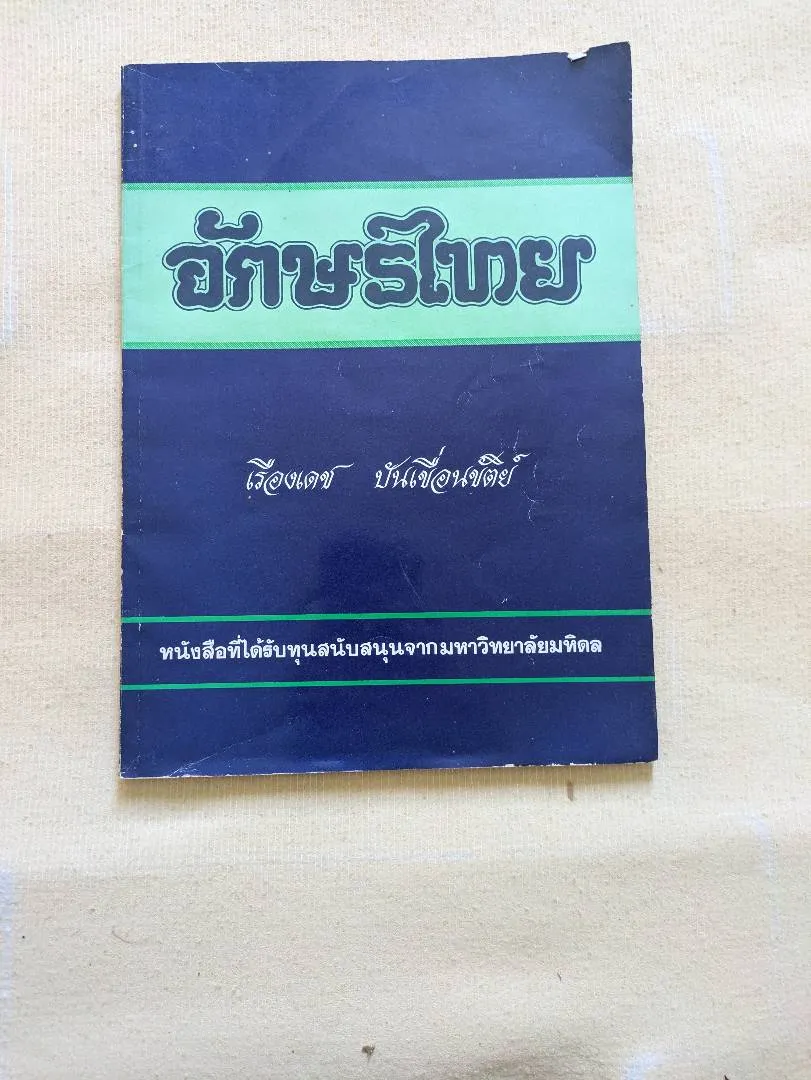 อักษรไทย
เรืองเดช ปันเขื่อนขัติย์
หนังสือที่ได้รับทุนสนับสนุนจากมหาวิทยาลัยมหิดล